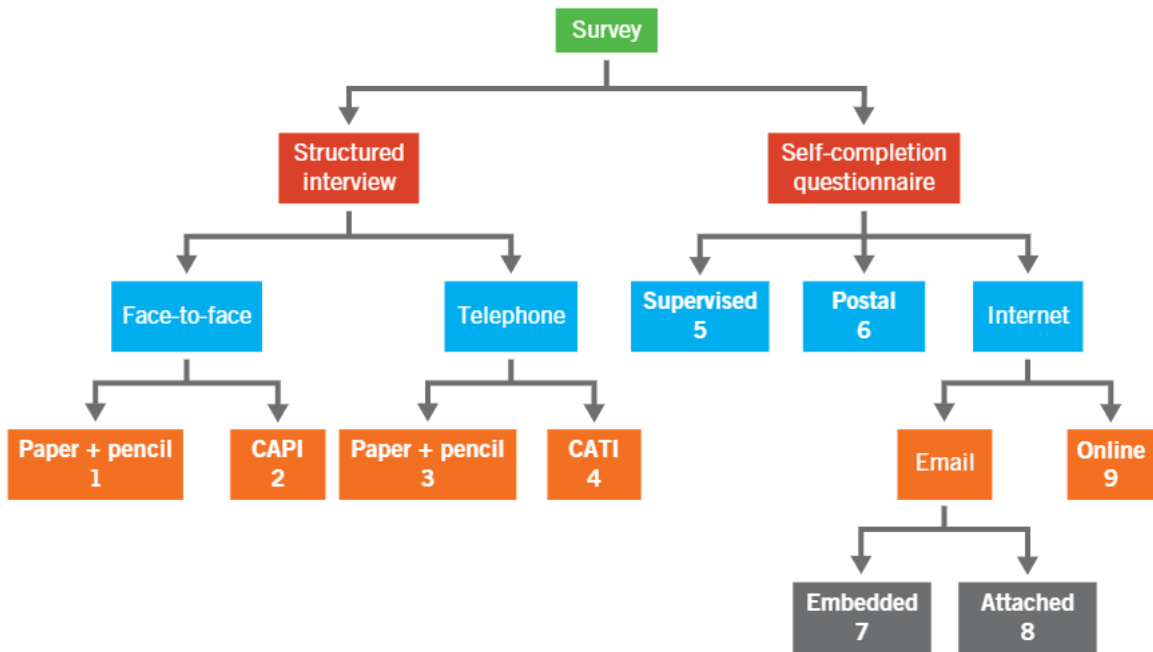 Survey
Structured
interview
Self-completion
questionnaire
Face-to-face
Telephone
Supervised
5
Postal
6
Internet
Paper + pencil
1
CAPI
2
Paper + pencil
3
CATI
4
Email
Online
9
Embedded
7
Attached
8